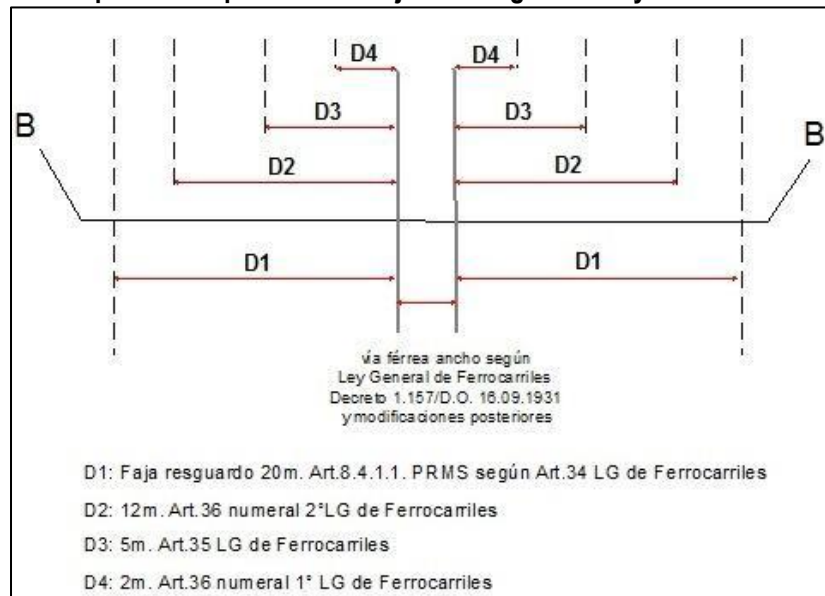 D4 D4
D3 D3
B B
D2 D2
D1 D1
vía férrea ancho según
Ley General de Ferrocarriles
Decreto 1.157/D.O. 16.09.1931
y modificaciones posteriores
D1: Faja resguardo 20m. Art.8.4.1.1. PRMS según Art.34 LG de Ferrocarriles
D2: 12m. Art.36 numeral 2°LG de Ferrocarriles
D3: 5m. Art.35 LG de Ferrocarriles
D4: 2m. Art.36 numeral 1° LG de Ferrocarriles